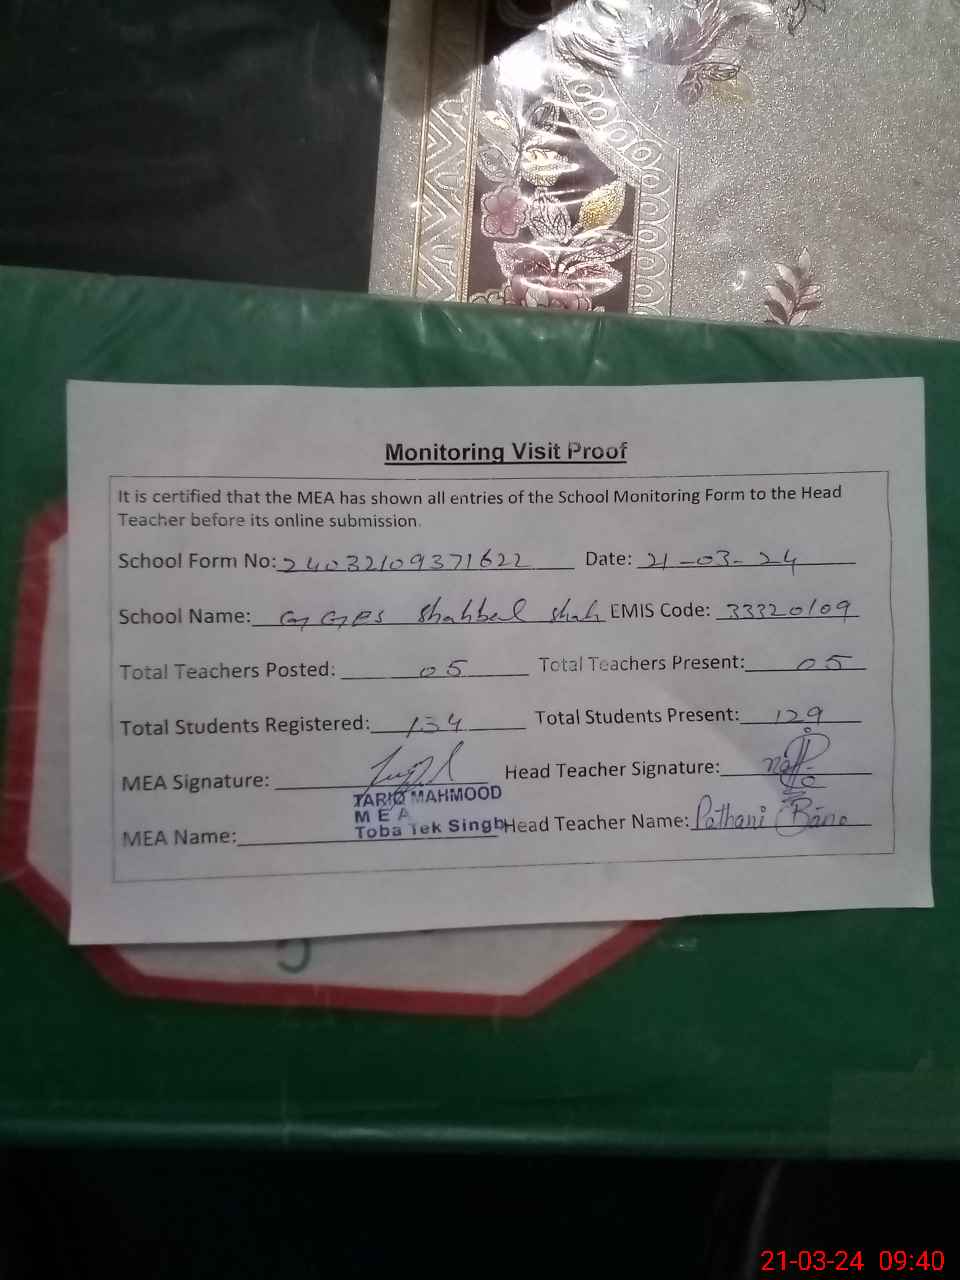 Monitoring Visit Proof
It is certified that the MEA has shown all entries of the School Monitoring Form to the Head
Teacher before its online submission.
School Form No: 24032109371622 Date: 21-03-24
School Name: GGPS Shahbal Shah EMIS Code: 33320109
Total Teachers Posted: 05 Total Teachers Present: 05
Total Students Registered: 134 Total Students Present: 129
MEA Signature: Head Teacher Signature:
TARIQ MAHMOOD
M E A
MEA Name: Toba Tek Singh Head Teacher Name: Pathani Bano
21-03-24 09:40